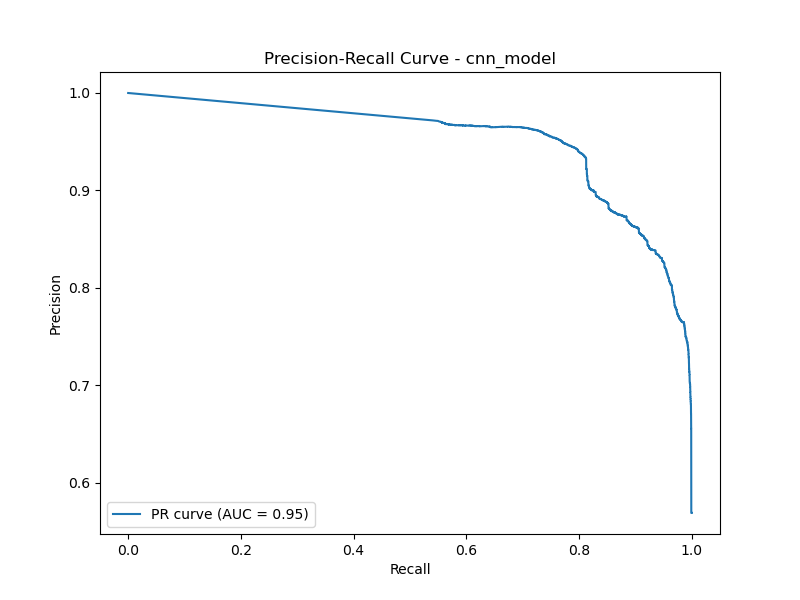 Precision-Recall Curve - cnn_model
1.0
0.9
0.8
0.7
0.6
Precision
PR curve (AUC = 0.95)
0.0 0.2 0.4 0.6 0.8 1.0
Recall